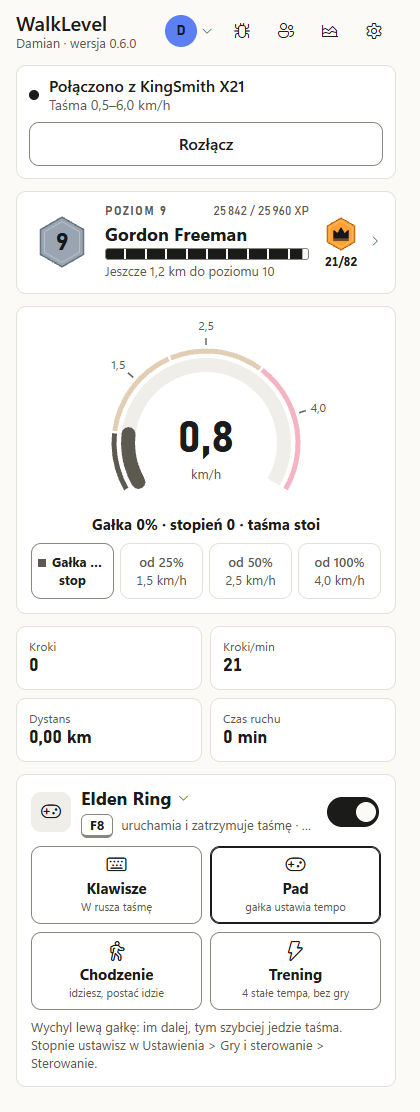 WalkLevel
Damian · wersja 0.6.0
D
Połączono z KingSmith X21
Taśma 0,5–6,0 km/h
Rozłącz
9
POZIOM 9
25 842 / 25 960 XP
Gordon Freeman
Jeszcze 1,2 km do poziomu 10
21/82
2,5
1,5
4,0
0,8
km/h
Gałka 0% · stopień 0 · taśma stoi
Gałka ...
stop
od 25%
1,5 km/h
od 50%
2,5 km/h
od 100%
4,0 km/h
Kroki
0
Kroki/min
21
Dystans
0,00 km
Czas ruchu
0 min
Elden Ring
F8 uruchamia i zatrzymuje taśmę · ...
Klawisze
W rusza taśmę
Pad
gałka ustawia tempo
Chodzenie
idziesz, postać idzie
Trening
4 stałe tempa, bez gry
Wychyl lewą gałkę: im dalej, tym szybciej jedzie taśma.
Stopnie ustawisz w Ustawienia > Gry i sterowanie >
Sterowanie.